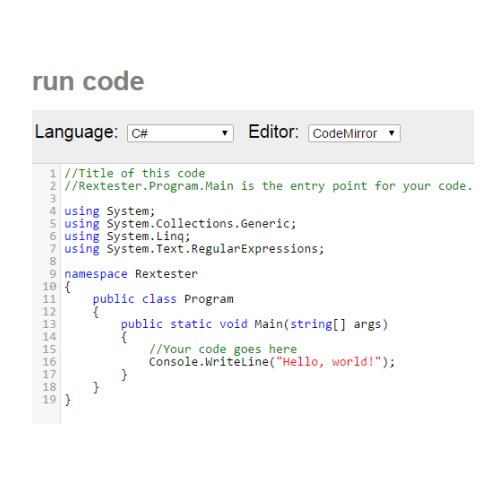 run code
Language: C# Editor: CodeMirror
1 //Title of this code
2 //Rextester.Program.Main is the entry point for your code.
3
4 using System;
5 using System.Collections.Generic;
6 using System.Linq;
7 using System.Text.RegularExpressions;
8
9 namespace Rextester
10 {
11     public class Program
12     {
13         public static void Main(string[] args)
14         {
15             //Your code goes here
16             Console.WriteLine("Hello, world!");
17         }
18     }
19 }